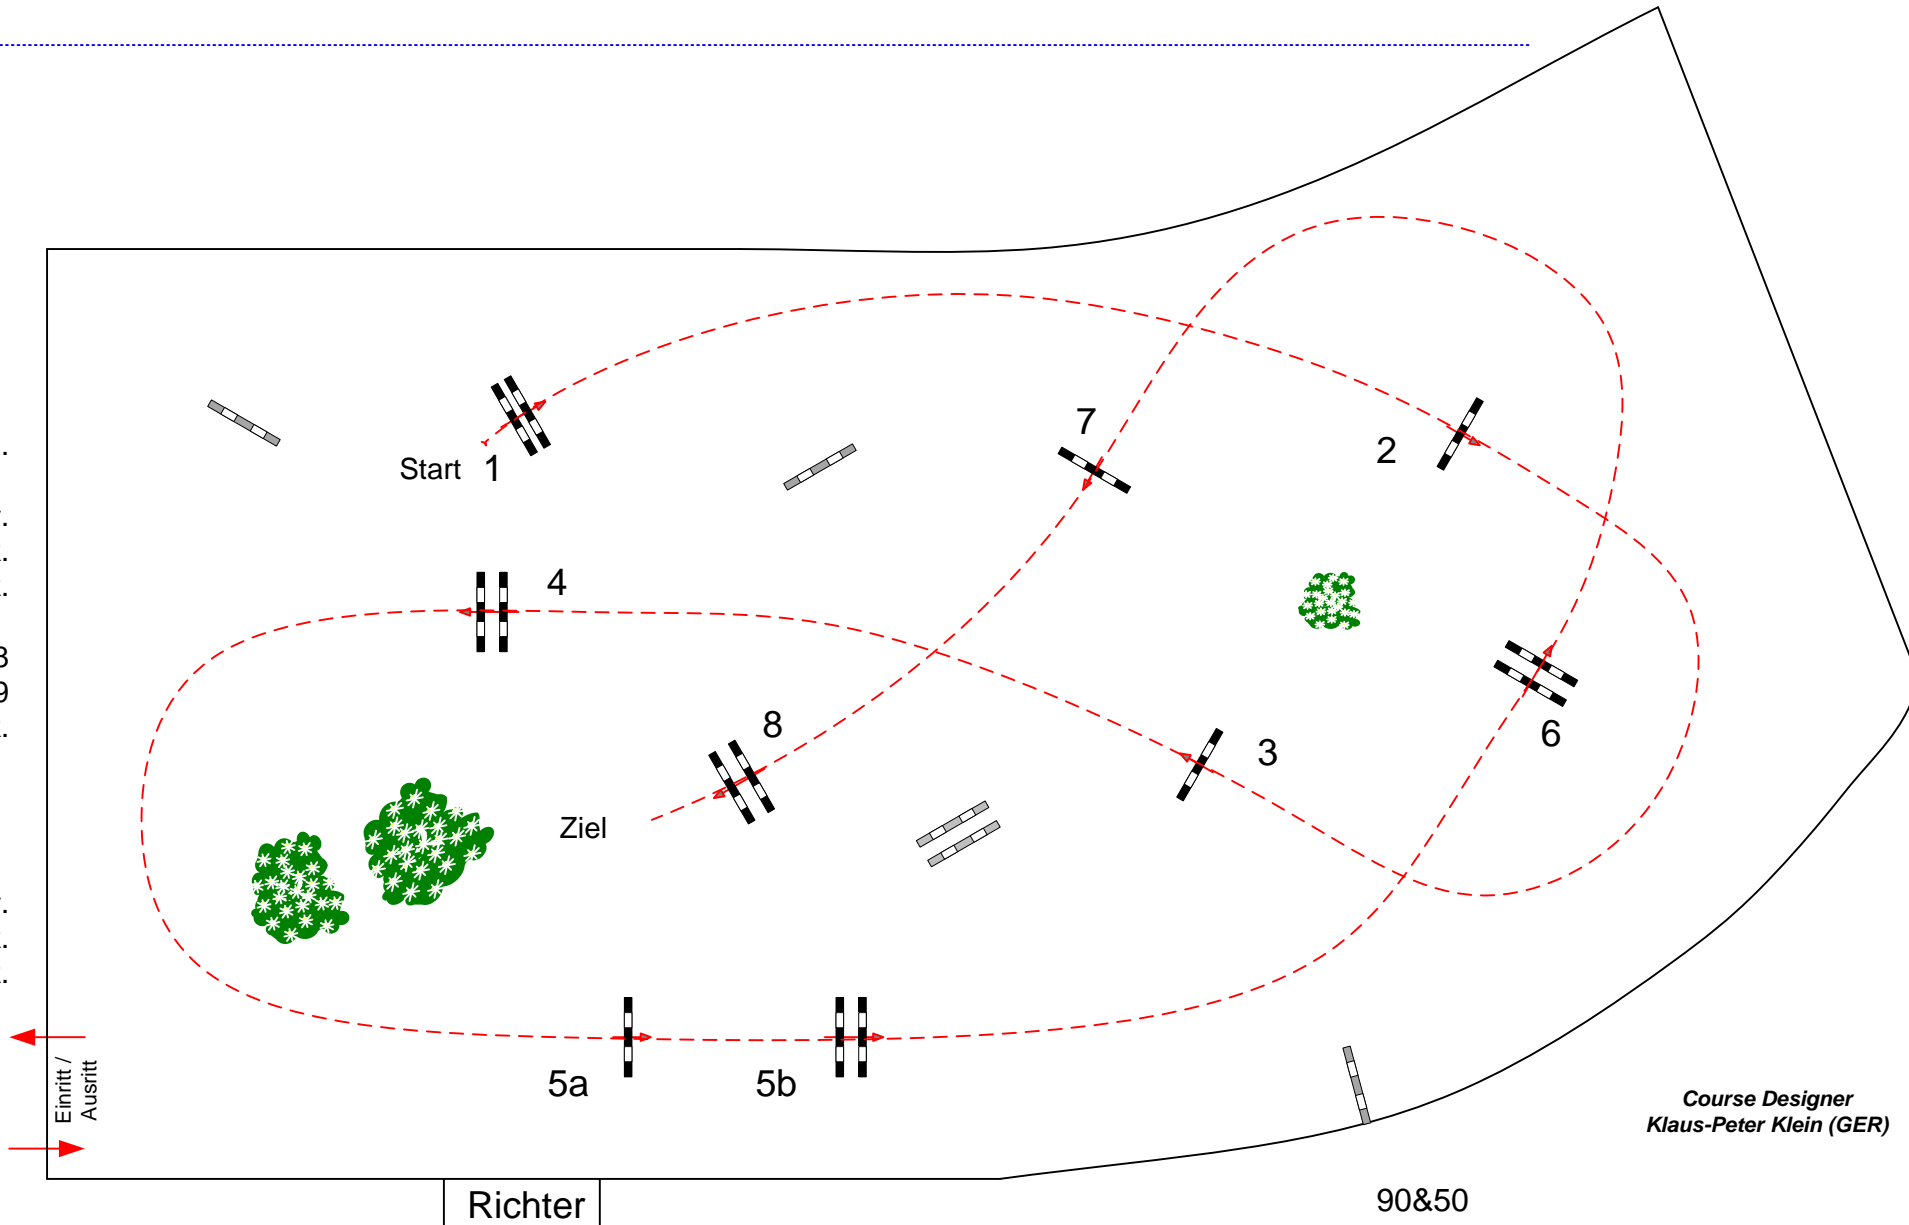 7
2
Start 1
4
8
3
6
Ziel
5a
5b
Einritt /
Ausritt
Course Designer
Klaus-Peter Klein (GER)
Richter
90&50